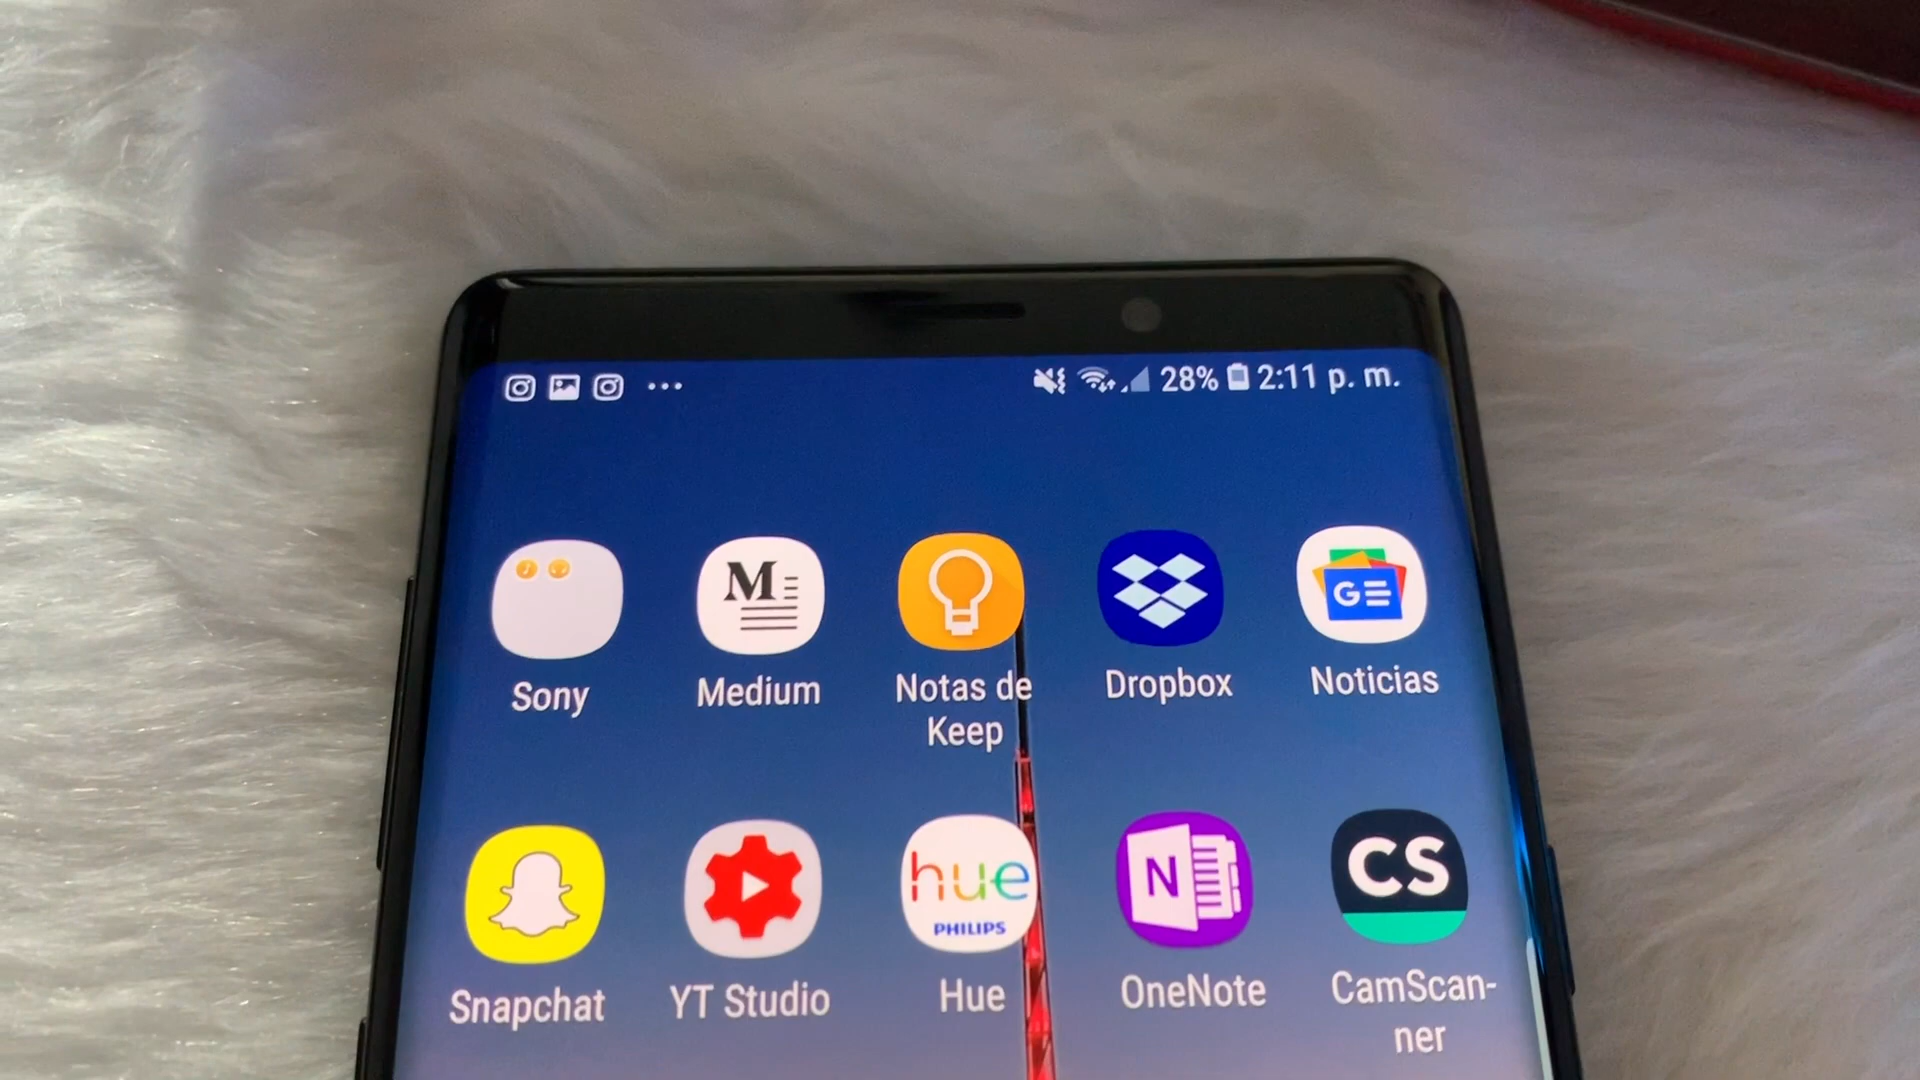 28% 2:11 p. m.
M
G
Sony
Medium
Notas de
Keep
Dropbox
Noticias
hue
PHILIPS
N
CS
Snapchat
YT Studio
Hue
OneNote
CamScan-
ner